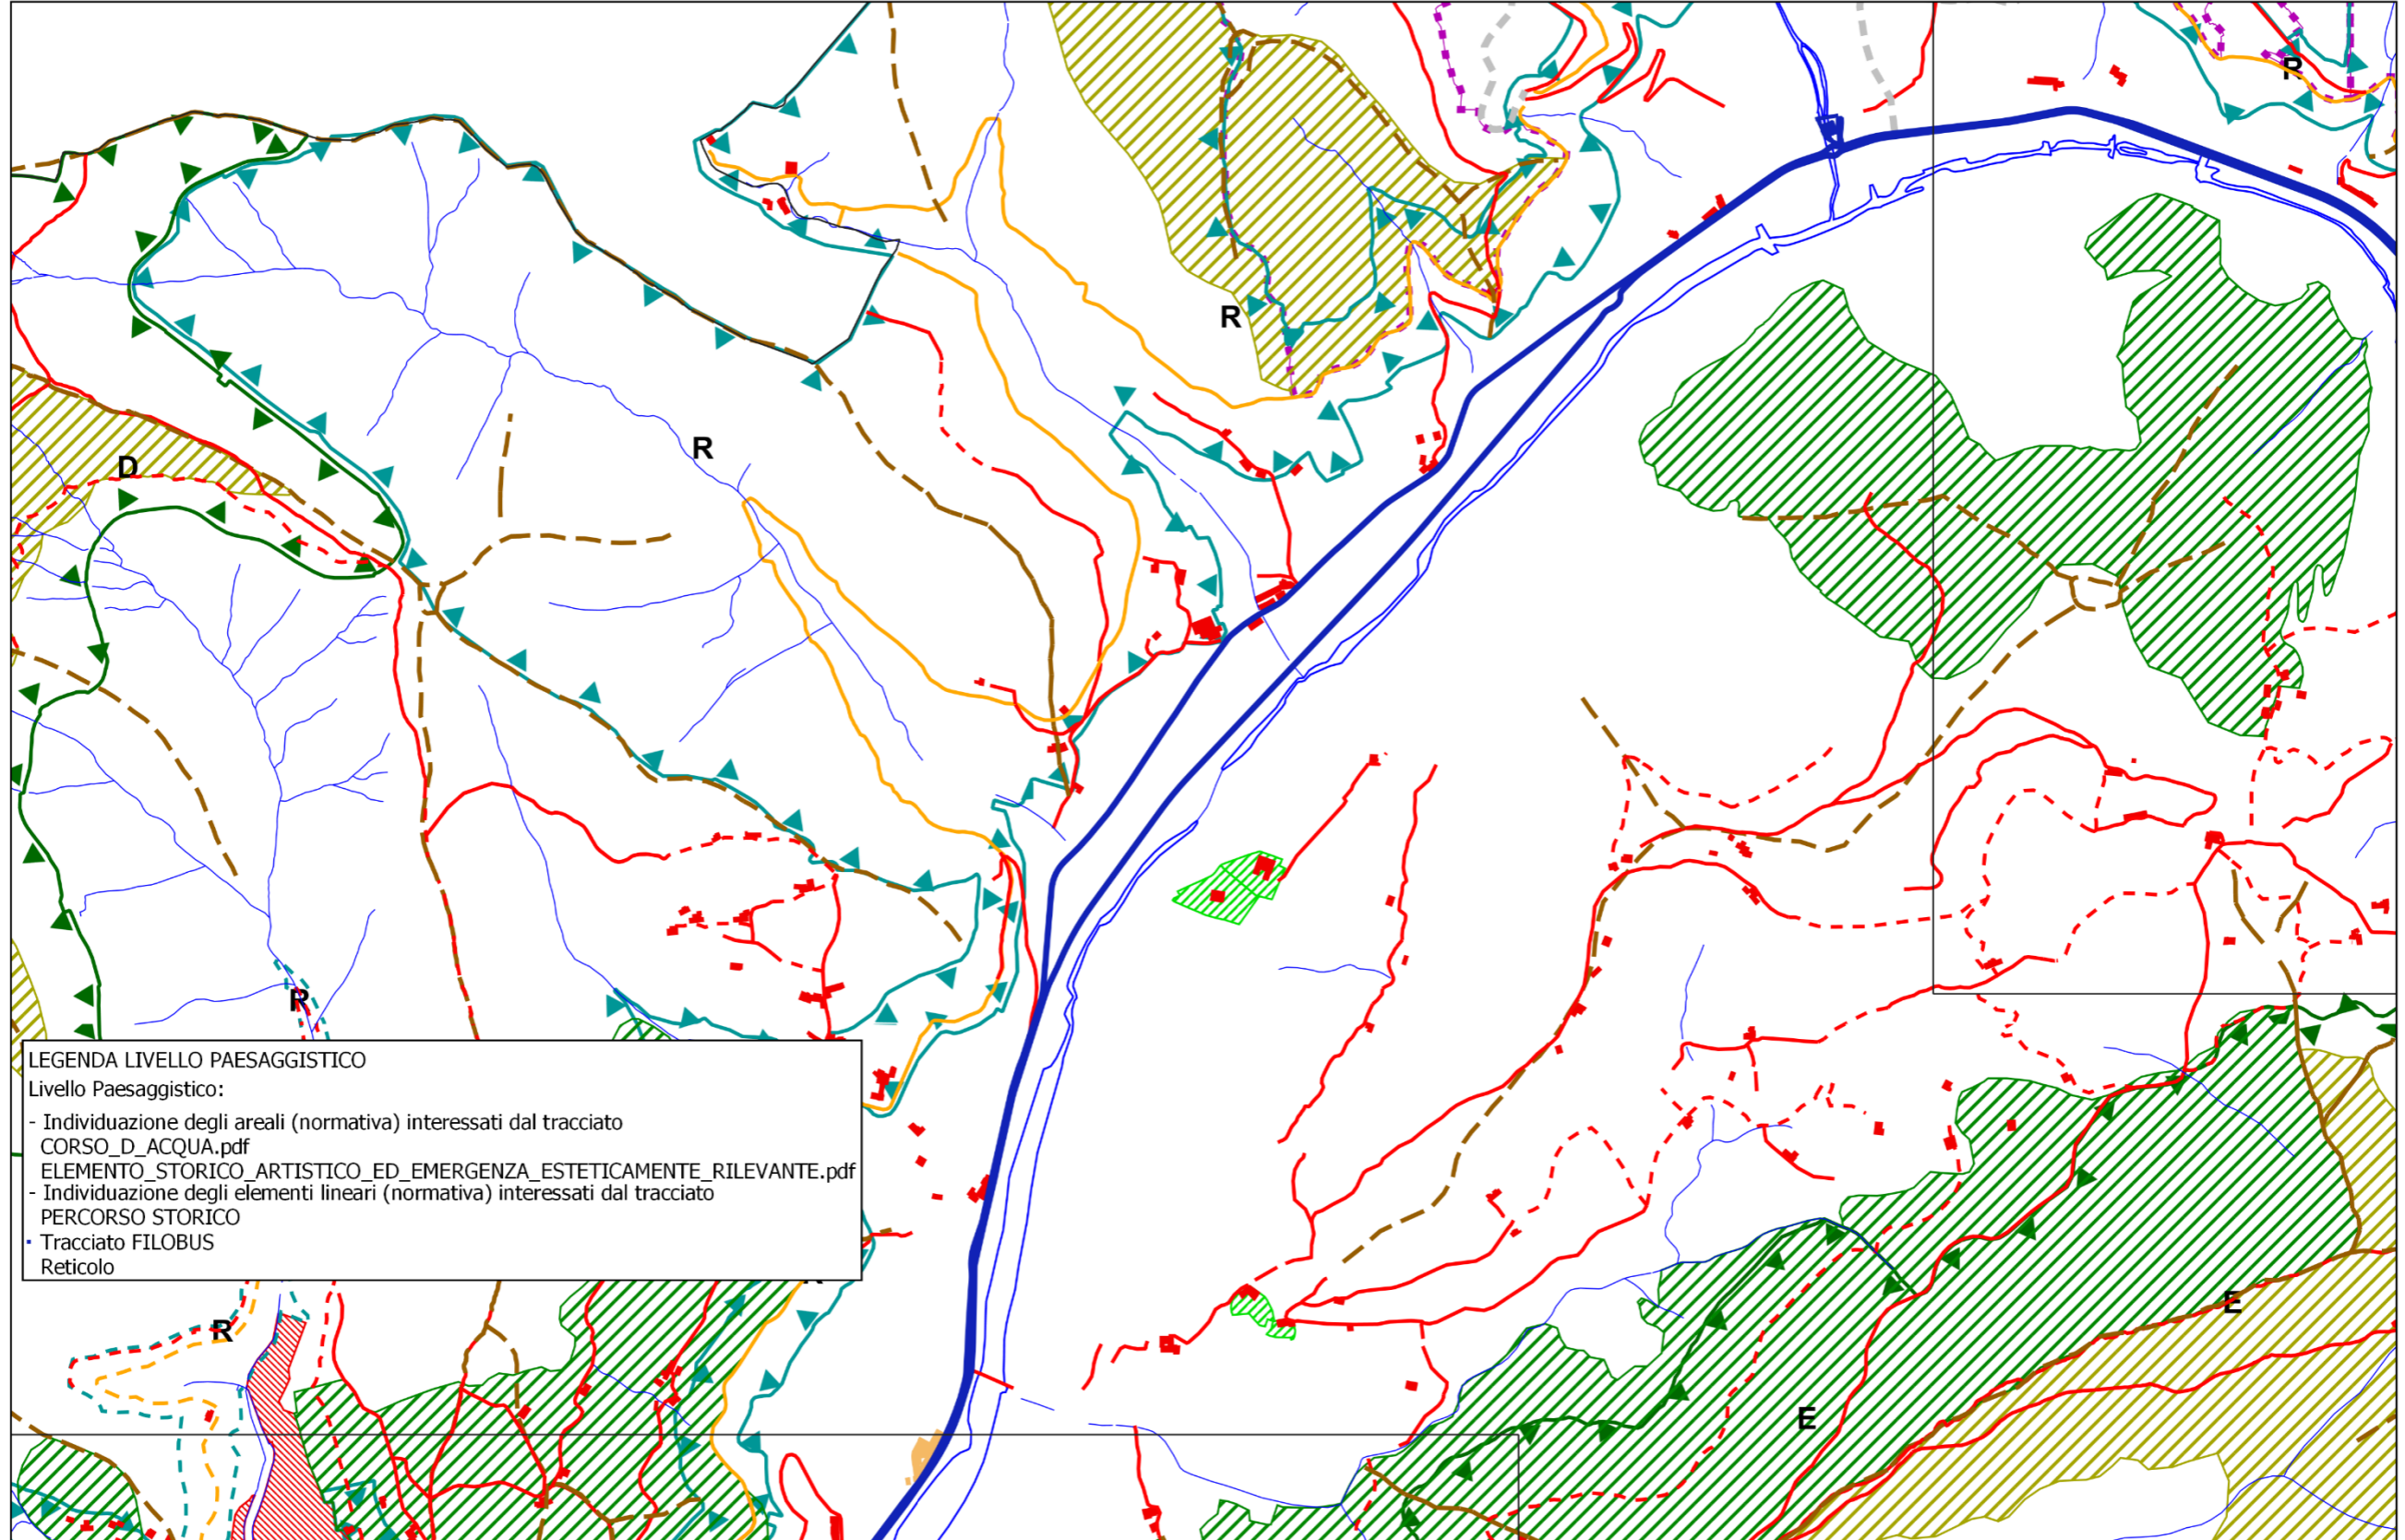 R
R
R
D
R
LEGENDA LIVELLO PAESAGGISTICO
Livello Paesaggistico:
- Individuazione degli areali (normativa) interessati dal tracciato
CORSO_D_ACQUA.pdf
ELEMENTO_STORICO_ARTISTICO_ED_EMERGENZA_ESTETICAMENTE_RILEVANTE.pdf
- Individuazione degli elementi lineari (normativa) interessati dal tracciato
PERCORSO STORICO
Tracciato FILOBUS
Reticolo
E
R
E